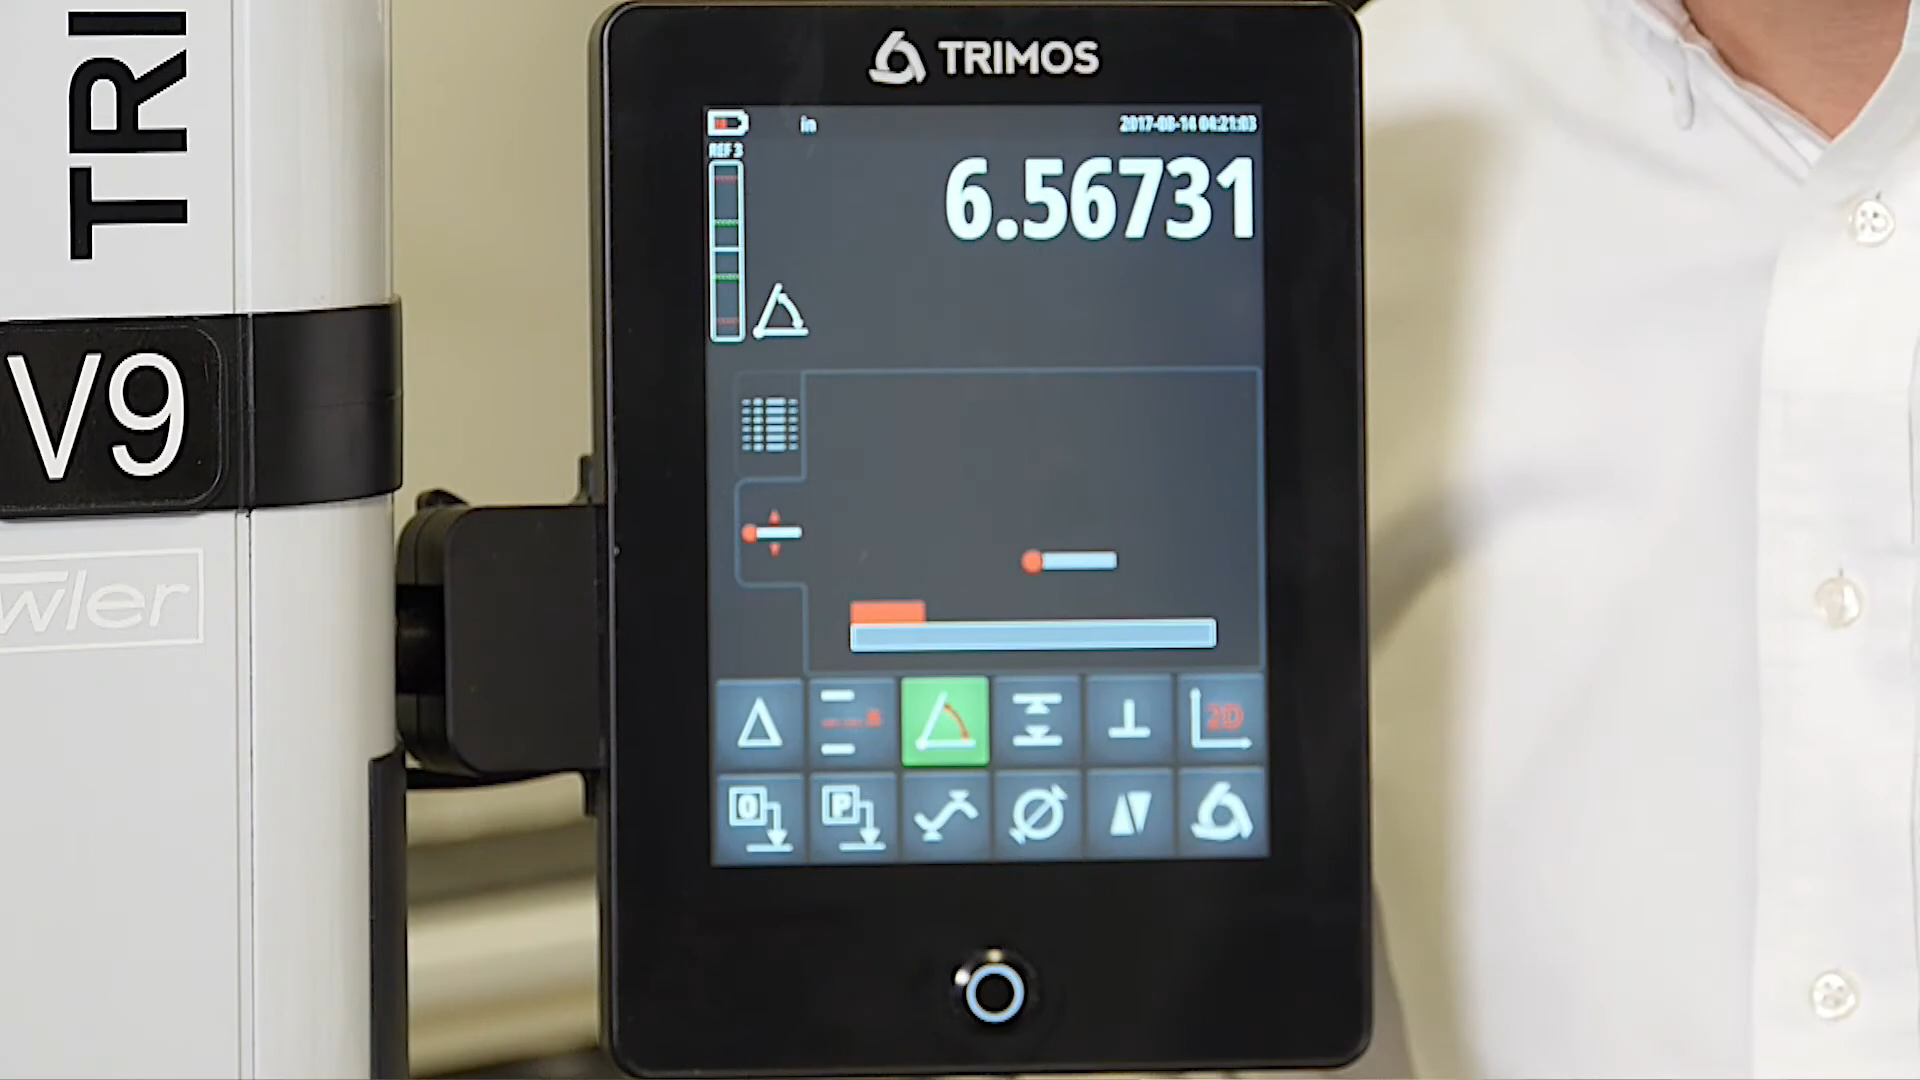 TRI
V9
wler
TRIMOS
in
2017-08-14 04:21:03
REF 3
6.56731
2D
0
P